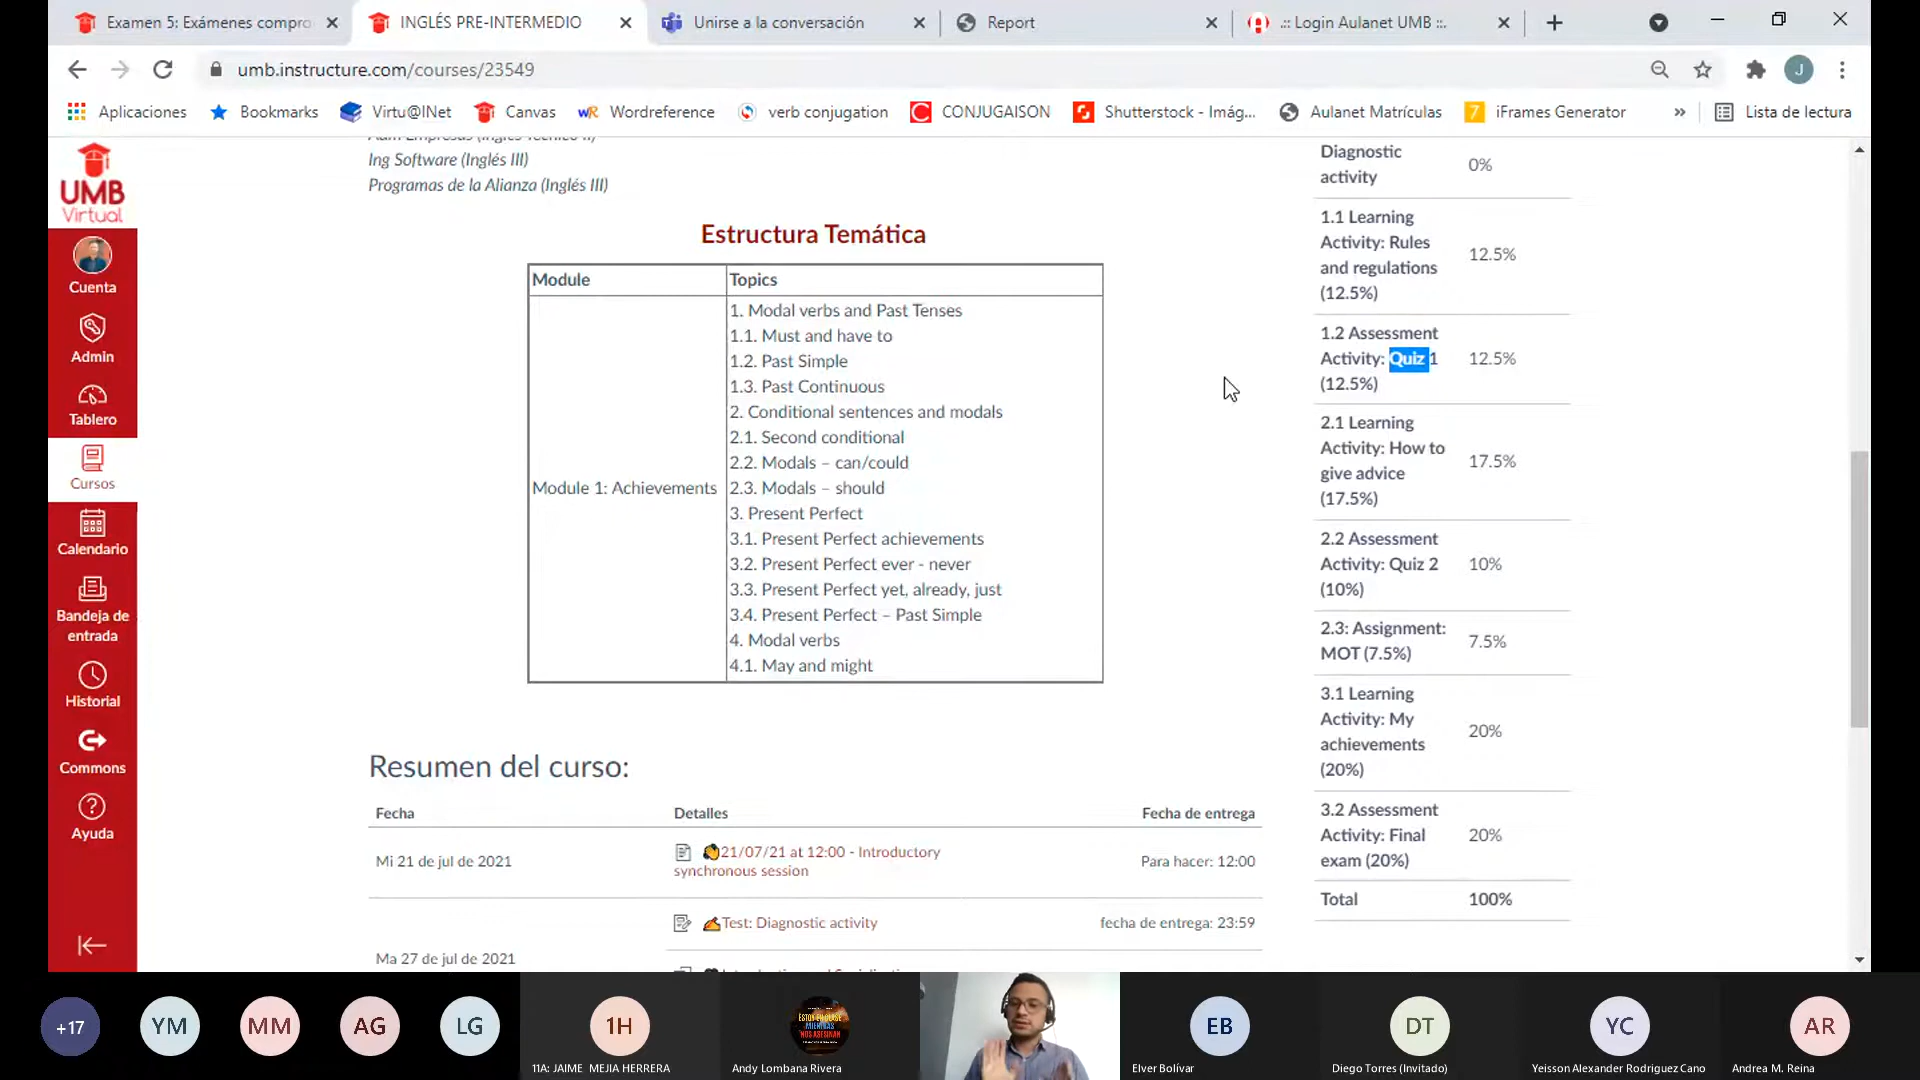 Examen 5: Exámenes compro
INGLÉS PRE-INTERMEDIO
Unirse a la conversación
Report
.:: Login Aulanet UMB ::.
umb.instructure.com/courses/23549
J
Aplicaciones
Bookmarks
Virtu@lNet
Canvas
WR Wordreference
verb conjugation
C CONJUGAISON
Shutterstock - Imág...
Aulanet Matrículas
7 iFrames Generator
»
Lista de lectura
UMB
Virtual
Cuenta
Admin
Tablero
Cursos
Calendario
Bandeja de
entrada
Historial
Commons
Ayuda
Adm Empresas (Inglés Técnico II)
Ing Software (Inglés III)
Programas de la Alianza (Inglés III)
Estructura Temática
Module Topics
Module 1: Achievements
1. Modal verbs and Past Tenses
1.1. Must and have to
1.2. Past Simple
1.3. Past Continuous
2. Conditional sentences and modals
2.1. Second conditional
2.2. Modals – can/could
2.3. Modals – should
3. Present Perfect
3.1. Present Perfect achievements
3.2. Present Perfect ever - never
3.3. Present Perfect yet, already, just
3.4. Present Perfect – Past Simple
4. Modal verbs
4.1. May and might
Resumen del curso:
Fecha Detalles Fecha de entrega
Mi 21 de jul de 2021
21/07/21 at 12:00 - Introductory
synchronous session
Para hacer: 12:00
Test: Diagnostic activity
fecha de entrega: 23:59
Ma 27 de jul de 2021
Diagnostic
activity
0%
1.1 Learning
Activity: Rules
and regulations
(12.5%)
12.5%
1.2 Assessment
Activity: Quiz 1
(12.5%)
12.5%
2.1 Learning
Activity: How to
give advice
(17.5%)
17.5%
2.2 Assessment
Activity: Quiz 2
(10%)
10%
2.3: Assignment:
MOT (7.5%)
7.5%
3.1 Learning
Activity: My
achievements
(20%)
20%
3.2 Assessment
Activity: Final
exam (20%)
20%
Total 100%
+17
YM
MM
AG
LG
1H
11A: JAIME MEJIA HERRERA
ESTOY EN CLASE
MIENTRAS
NOS ASESINAN
Andy Lombana Rivera
EB
Elver Bolívar
DT
Diego Torres (Invitado)
YC
Yeisson Alexander Rodriguez Cano
AR
Andrea M. Reina